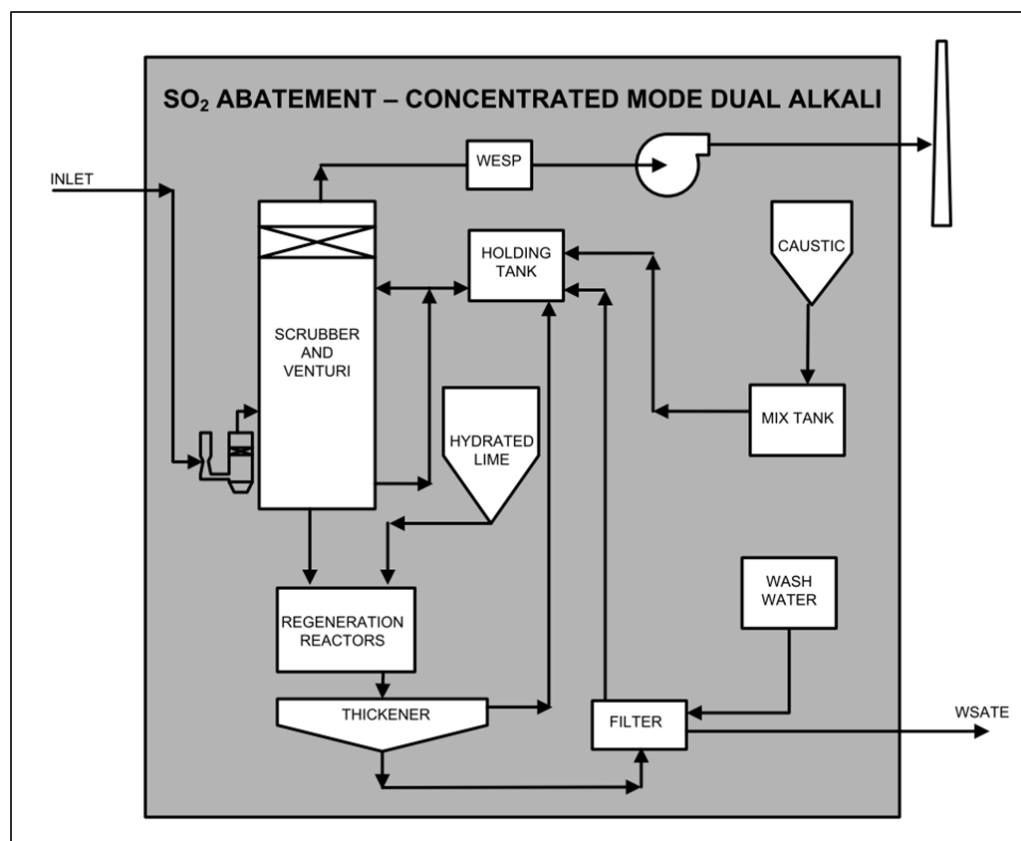 SO₂ ABATEMENT – CONCENTRATED MODE DUAL ALKALI
WESP
INLET
HOLDING
TANK
CAUSTIC
SCRUBBER
AND
VENTURI
MIX TANK
HYDRATED
LIME
WASH
WATER
REGENERATION
REACTORS
THICKENER
FILTER
WSATE